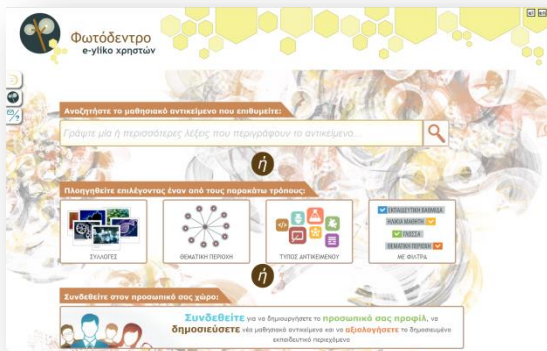 Φωτόδεντρο
e-yliko χρηστών
Αναζητήστε το μαθησιακό αντικείμενο που επιθυμείτε:
Γράψτε μία ή περισσότερες λέξεις που περιγράφουν το αντικείμενο...
ή
Πλοηγηθείτε επιλέγοντας έναν από τους παρακάτω τρόπους:
ΕΚΠΑΙΔΕΥΤΙΚΗ ΒΑΘΜΙΔΑ
ΗΛΙΚΙΑ ΜΑΘΗΤΗ
ΓΛΩΣΣΑ
ΘΕΜΑΤΙΚΗ ΠΕΡΙΟΧΗ
ΣΥΛΛΟΓΕΣ
ΘΕΜΑΤΙΚΗ ΠΕΡΙΟΧΗ
ΤΥΠΟΣ ΑΝΤΙΚΕΙΜΕΝΟΥ
ΜΕ ΦΙΛΤΡΑ
ή
Συνδεθείτε στον προσωπικό σας χώρο:
Συνδεθείτε για να δημιουργήσετε το προσωπικό σας προφίλ, να
δημοσιεύσετε νέα μαθησιακά αντικείμενα και να αξιολογήσετε το δημοσιευμένο
εκπαιδευτικό περιεχόμενο